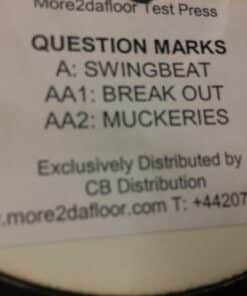 More2dafloor Test Press
QUESTION MARKS
A: SWINGBEAT
AA1: BREAK OUT
AA2: MUCKERIES
Exclusively Distributed by
CB Distribution
.more2dafloor.com T: +44207